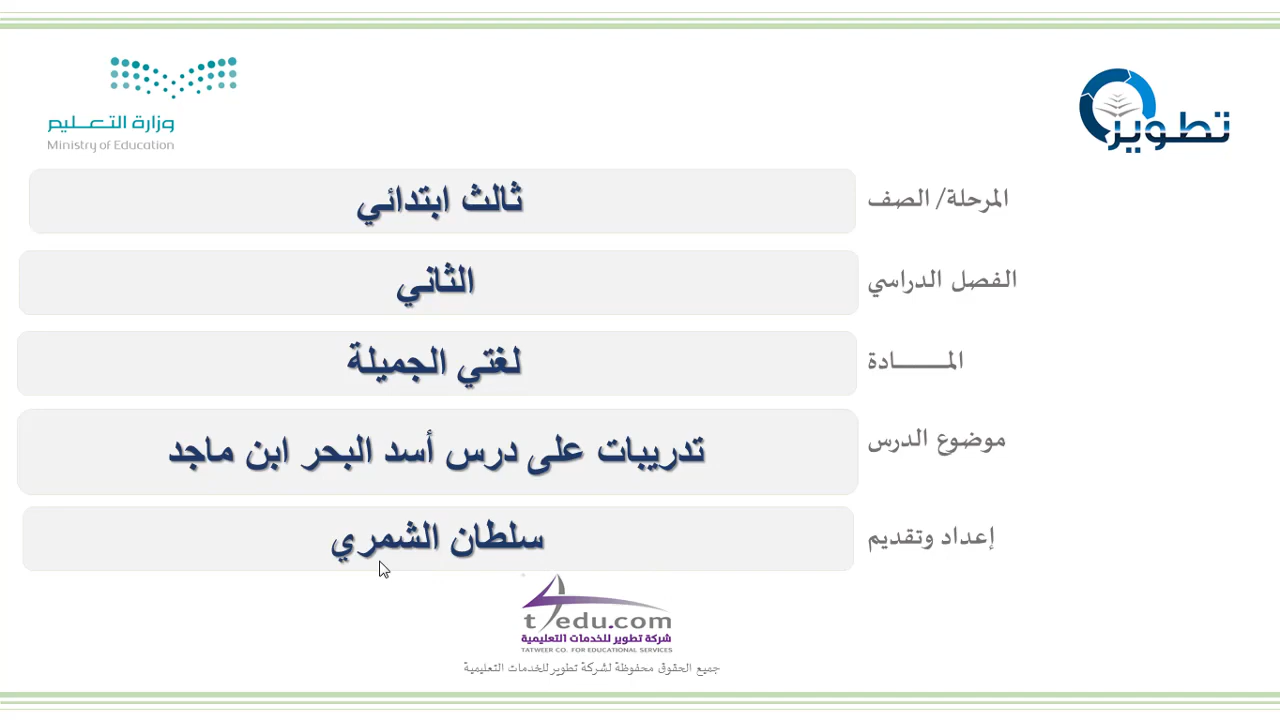 وزارة التعليم
Ministry of Education
تطوير
المرحلة/ الصف
ثالث ابتدائي
الفصل الدراسي
الثاني
المــــــادة
لغتي الجميلة
موضوع الدرس
تدريبات على درس أسد البحر ابن ماجد
إعداد وتقديم
سلطان الشمري
t4edu.com
شركة تطوير للخدمات التعليمية
TATWEER CO. FOR EDUCATIONAL SERVICES
جميع الحقوق محفوظة لشركة تطوير للخدمات التعليمية